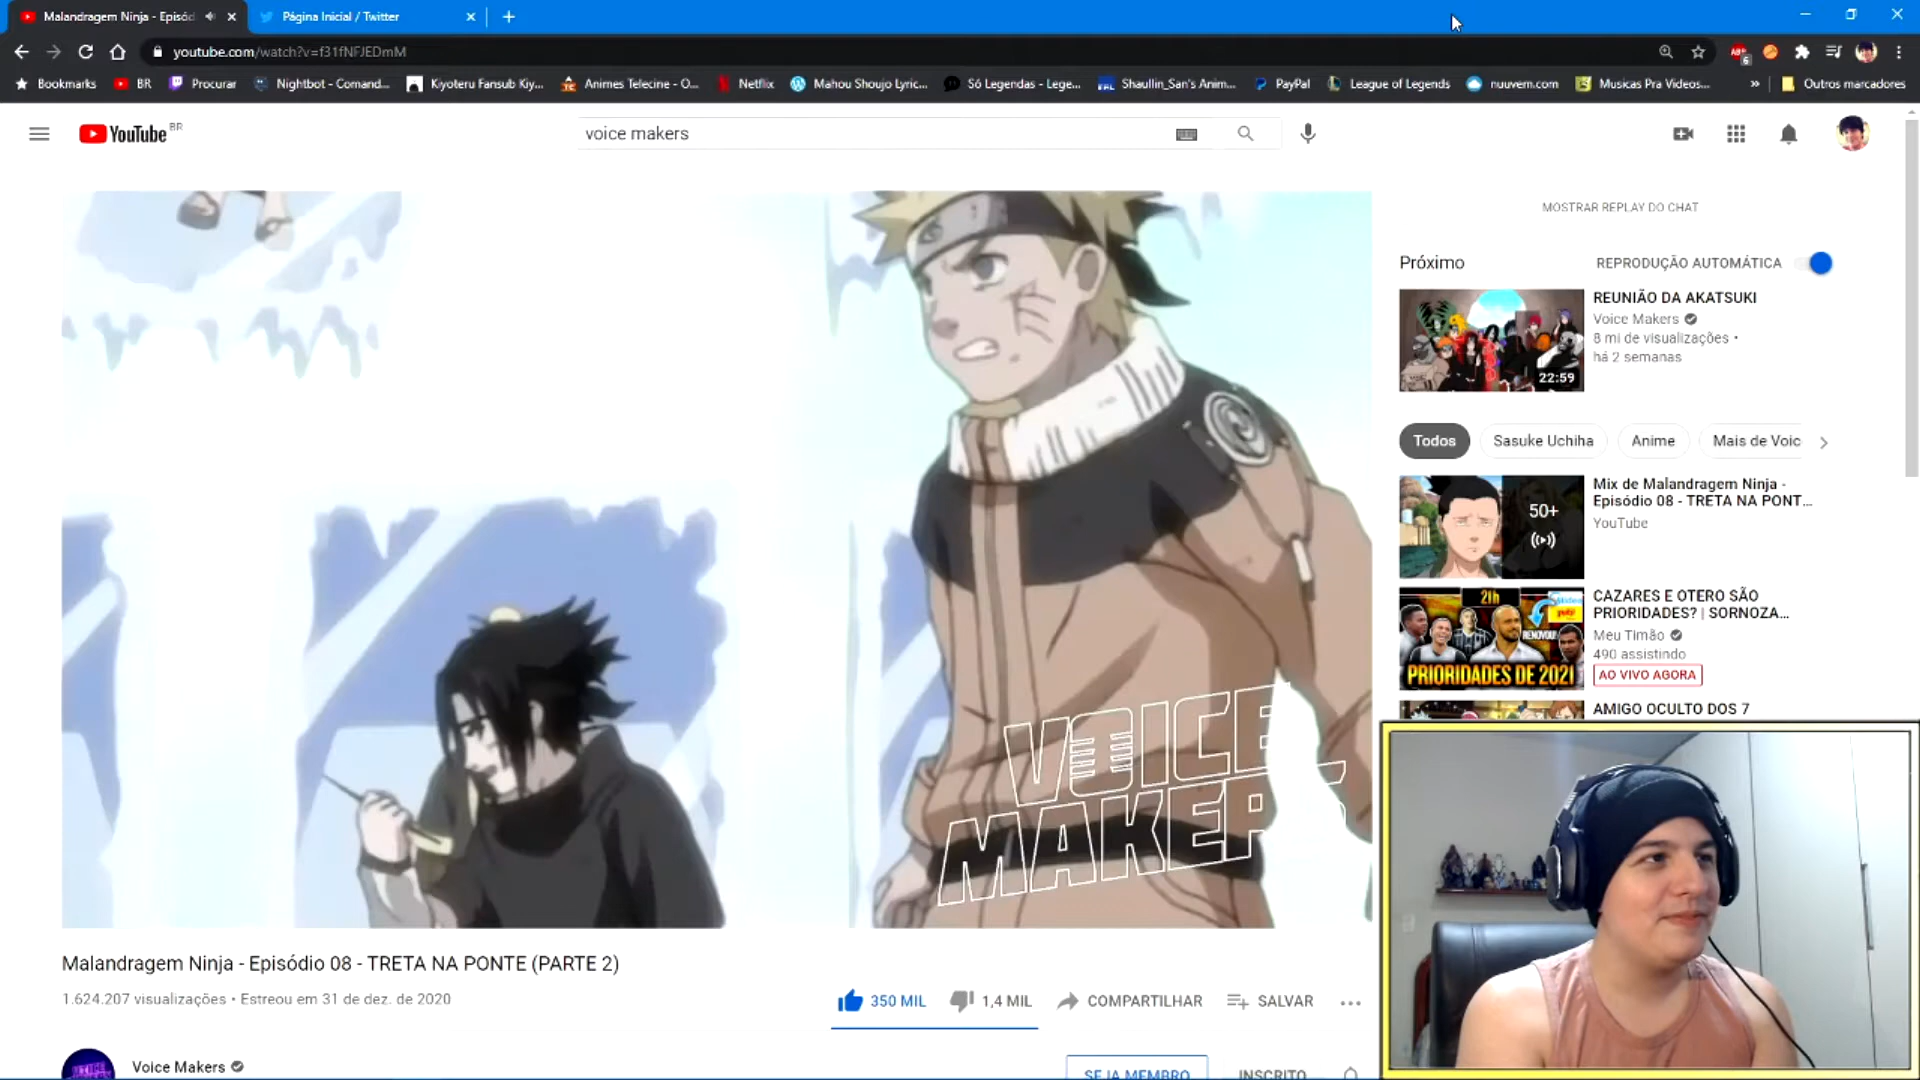 Malandragem Ninja - Episód
Página Inicial / Twitter
youtube.com/watch?v=f31fNFJEDmM
Bookmarks
BR
Procurar
Nightbot - Comand...
Kiyoteru Fansub Kiy...
Animes Telecine - O...
Netflix
Mahou Shoujo Lyric...
Só Legendas - Lege...
Shaullin_San's Anim...
PayPal
League of Legends
nuuvem.com
Musicas Pra Videos...
»
Outros marcadores
YouTube BR
voice makers
MOSTRAR REPLAY DO CHAT
Próximo
REPRODUÇÃO AUTOMÁTICA
REUNIÃO DA AKATSUKI
Voice Makers
8 mi de visualizações •
há 2 semanas
22:59
Todos
Sasuke Uchiha
Anime
Mais de Voic
Mix de Malandragem Ninja -
Episódio 08 - TRETA NA PONT...
YouTube
50+
CAZARES E OTERO SÃO
PRIORIDADES? | SORNOZA...
Meu Timão
490 assistindo
AO VIVO AGORA
21h
RENOVOU
PRIORIDADES DE 2021
AMIGO OCULTO DOS 7
VOICE
MAKERS
Malandragem Ninja - Episódio 08 - TRETA NA PONTE (PARTE 2)
1.624.207 visualizações • Estreou em 31 de dez. de 2020
350 MIL
1,4 MIL
COMPARTILHAR
SALVAR
Voice Makers
SEJA MEMBRO
INSCRITO